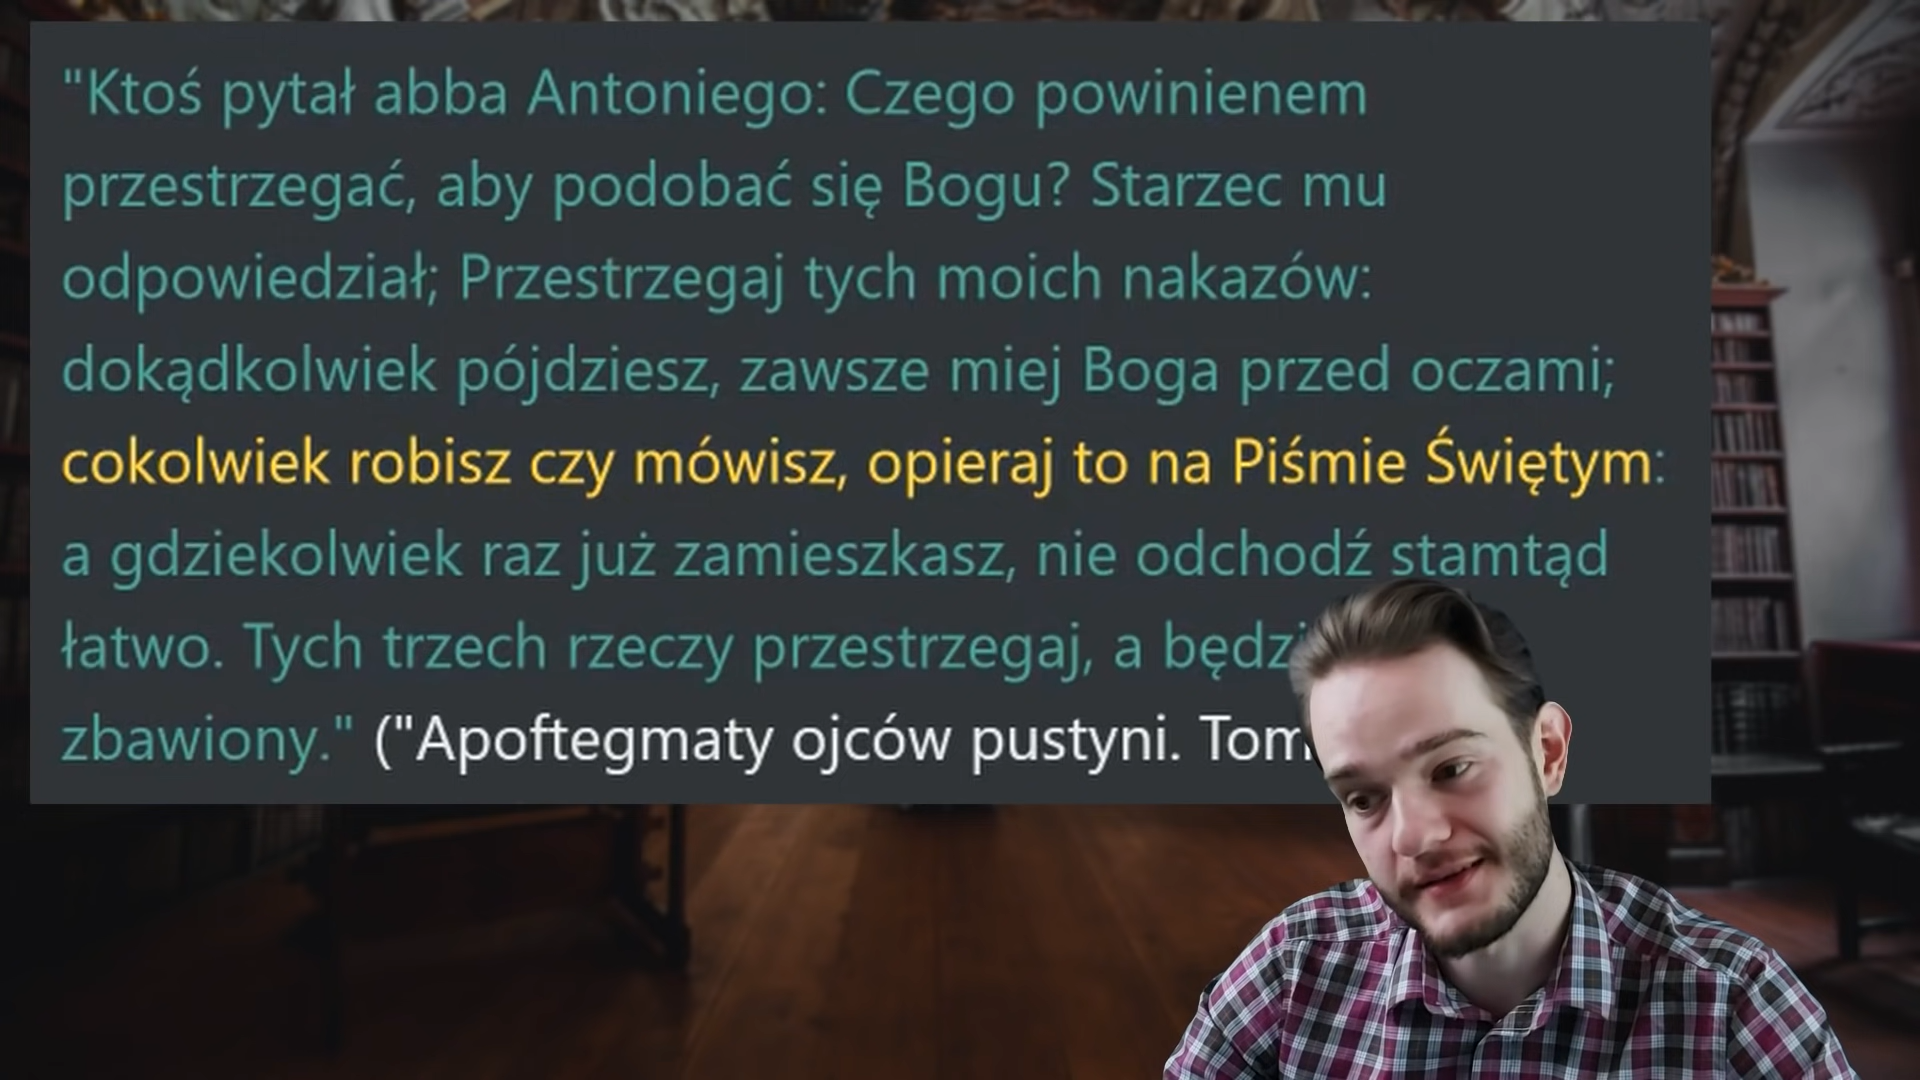 "Ktoś pytał abba Antoniego: Czego powinienem
przestrzegać, aby podobać się Bogu? Starzec mu
odpowiedział; Przestrzegaj tych moich nakazów:
dokądkolwiek pójdziesz, zawsze miej Boga przed oczami;
cokolwiek robisz czy mówisz, opieraj to na Piśmie Świętym:
a gdziekolwiek raz już zamieszkasz, nie odchodź stamtąd
łatwo. Tych trzech rzeczy przestrzegaj, a
zbawiony." ("Apoftegmaty ojców pustyni. Tom